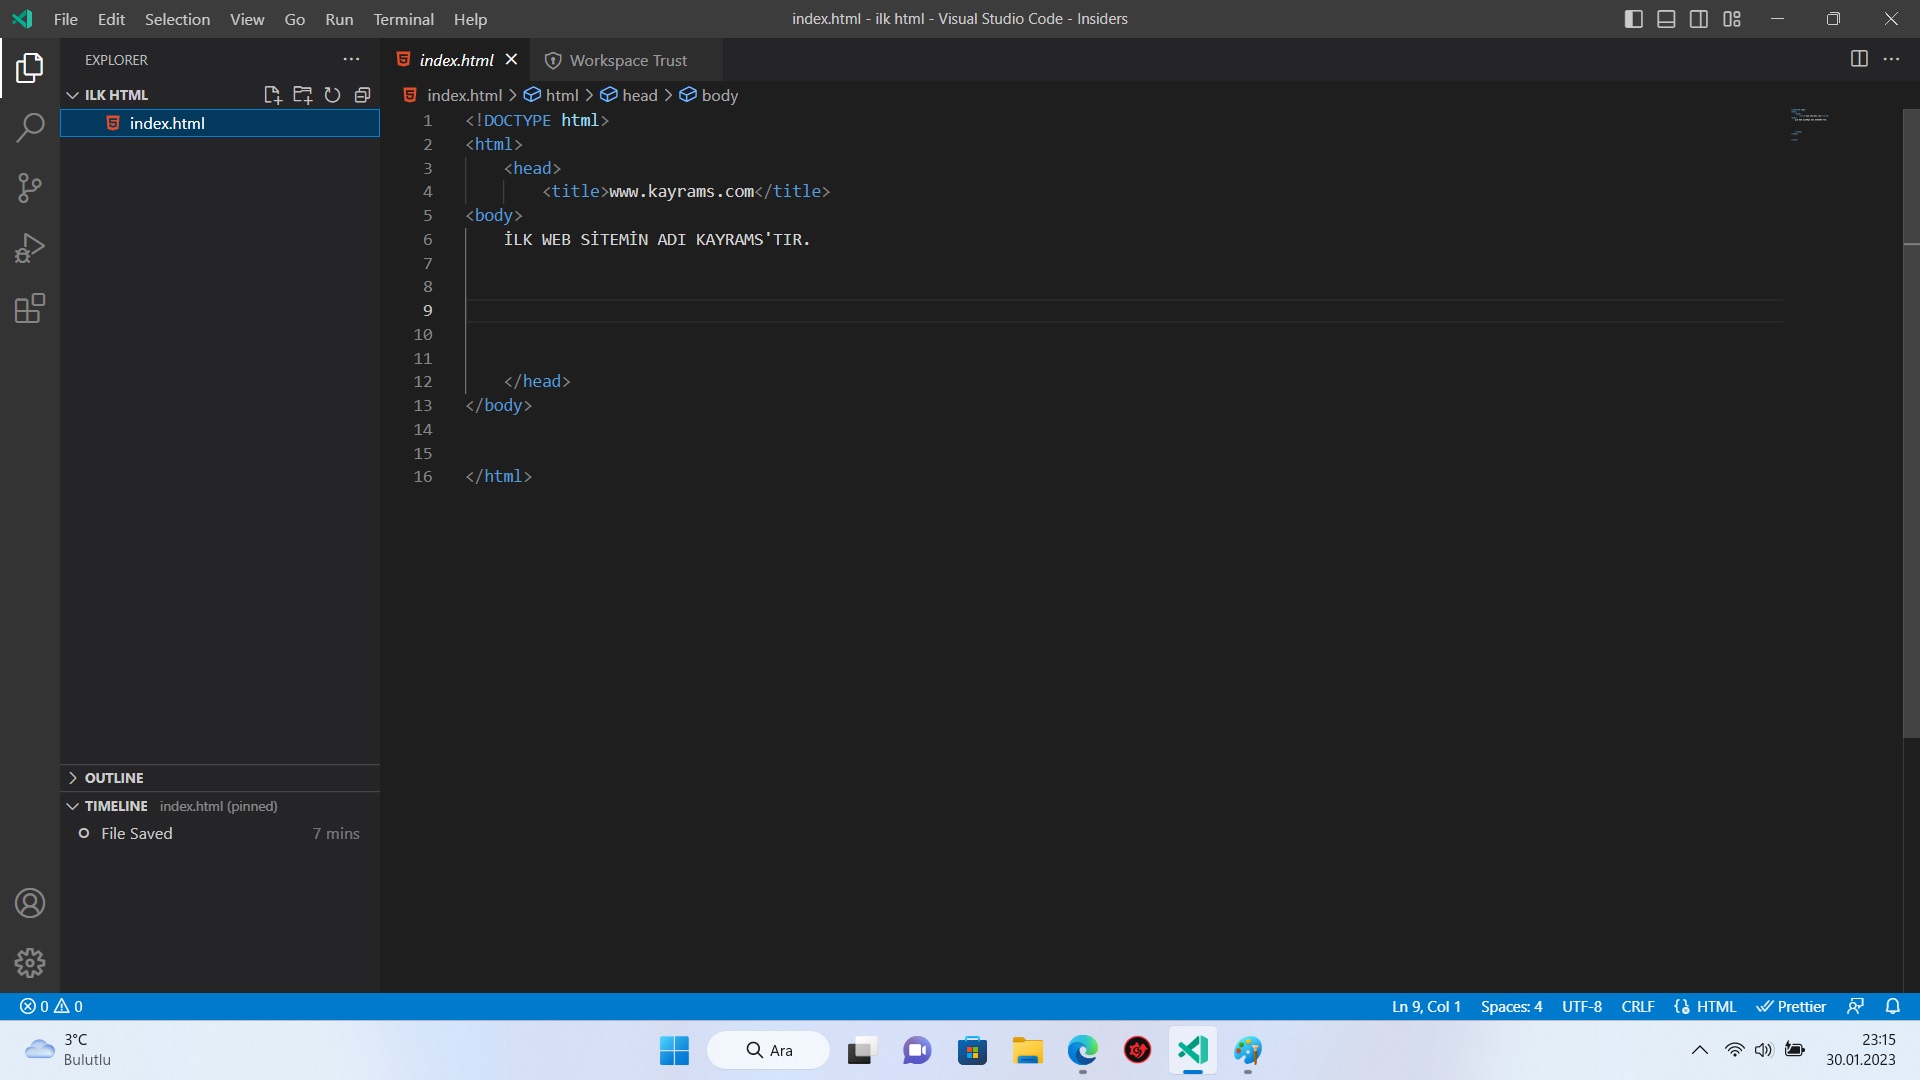 File Edit Selection View Go Run Terminal Help
index.html - ilk html - Visual Studio Code - Insiders
EXPLORER
ILK HTML
index.html
index.html
Workspace Trust
index.html > html > head > body
1 <!DOCTYPE html>
2 <html>
3 <head>
4 <title>www.kayrams.com</title>
5 <body>
6 İLK WEB SİTEMİN ADI KAYRAMS'TIR.
7
8
9
10
11
12 </head>
13 </body>
14
15
16 </html>
OUTLINE
TIMELINE index.html (pinned)
File Saved 7 mins
0 0
Ln 9, Col 1 Spaces: 4 UTF-8 CRLF HTML Prettier
3°C
Bulutlu
Ara
23:15
30.01.2023